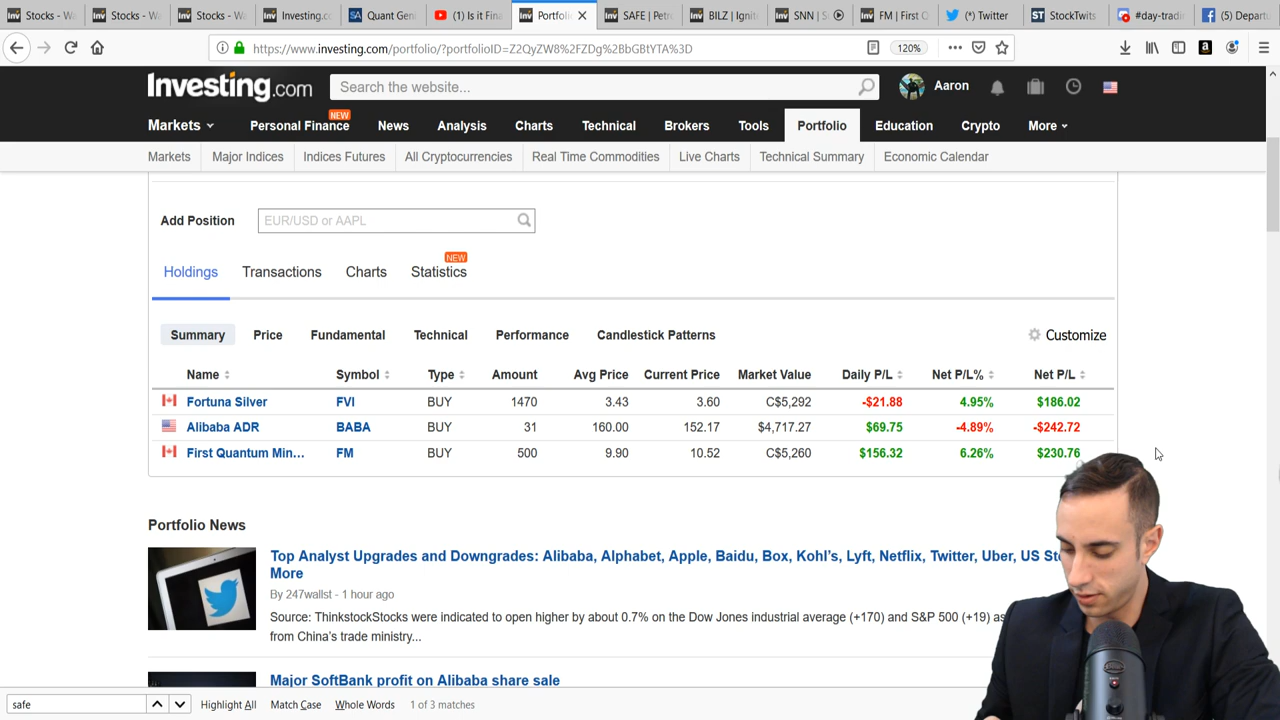 Stocks - Wa
Stocks - Wa
Stocks - Wa
Investing.co
Quant Geni
(1) Is it Fina
Portfolio
SAFE | Petro
BILZ | Ignit
SNN | S
FM | First Q
(*) Twitter
StockTwits
#day-tradi
(5) Depart
https://www.investing.com/portfolio/?portfolioID=Z2QyZW8%2FZDg%2BbGBtYTA%3D
120%
Investing.com
Search the website...
Aaron
NEW
Markets Personal Finance News Analysis Charts Technical Brokers Tools Portfolio Education Crypto More
Markets Major Indices Indices Futures All Cryptocurrencies Real Time Commodities Live Charts Technical Summary Economic Calendar
Add Position EUR/USD or AAPL
NEW
Holdings Transactions Charts Statistics
Summary Price Fundamental Technical Performance Candlestick Patterns Customize
Name Symbol Type Amount Avg Price Current Price Market Value Daily P/L Net P/L% Net P/L
Fortuna Silver FVI BUY 1470 3.43 3.60 C$5,292 -$21.88 4.95% $186.02
Alibaba ADR BABA BUY 31 160.00 152.17 $4,717.27 $69.75 -4.89% -$242.72
First Quantum Min... FM BUY 500 9.90 10.52 C$5,260 $156.32 6.26% $230.76
Portfolio News
Top Analyst Upgrades and Downgrades: Alibaba, Alphabet, Apple, Baidu, Box, Kohl's, Lyft, Netflix, Twitter, Uber, US
More
By 247wallst - 1 hour ago
Source: ThinkstockStocks were indicated to open higher by about 0.7% on the Dow Jones industrial average (+170) and S&P 500 (+19) as
from China's trade ministry...
Major SoftBank profit on Alibaba share sale
safe Highlight All Match Case Whole Words 1 of 3 matches